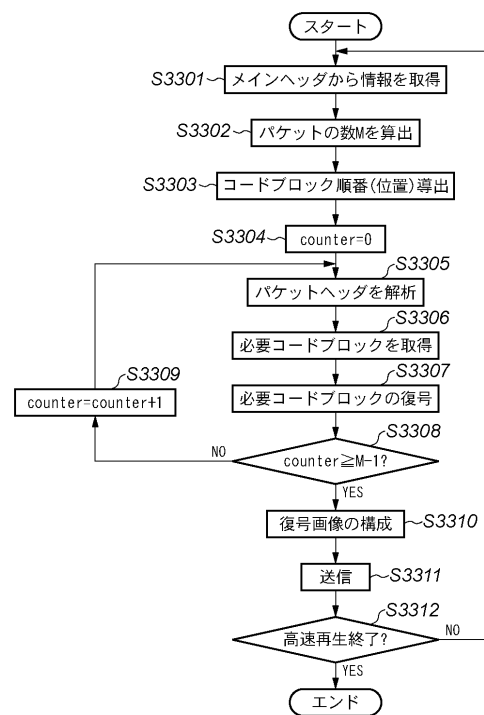 スタート
S3301
メインヘッダから情報を取得
S3302
パケットの数Mを算出
S3303
コードブロック順番(位置)導出
S3304
counter=0
S3305
パケットヘッダを解析
S3306
必要コードブロックを取得
S3307
必要コードブロックの復号
S3309
counter=counter+1
S3308
counter≧M-1?
NO
YES
S3310
復号画像の構成
S3311
送信
S3312
高速再生終了?
NO
YES
エンド